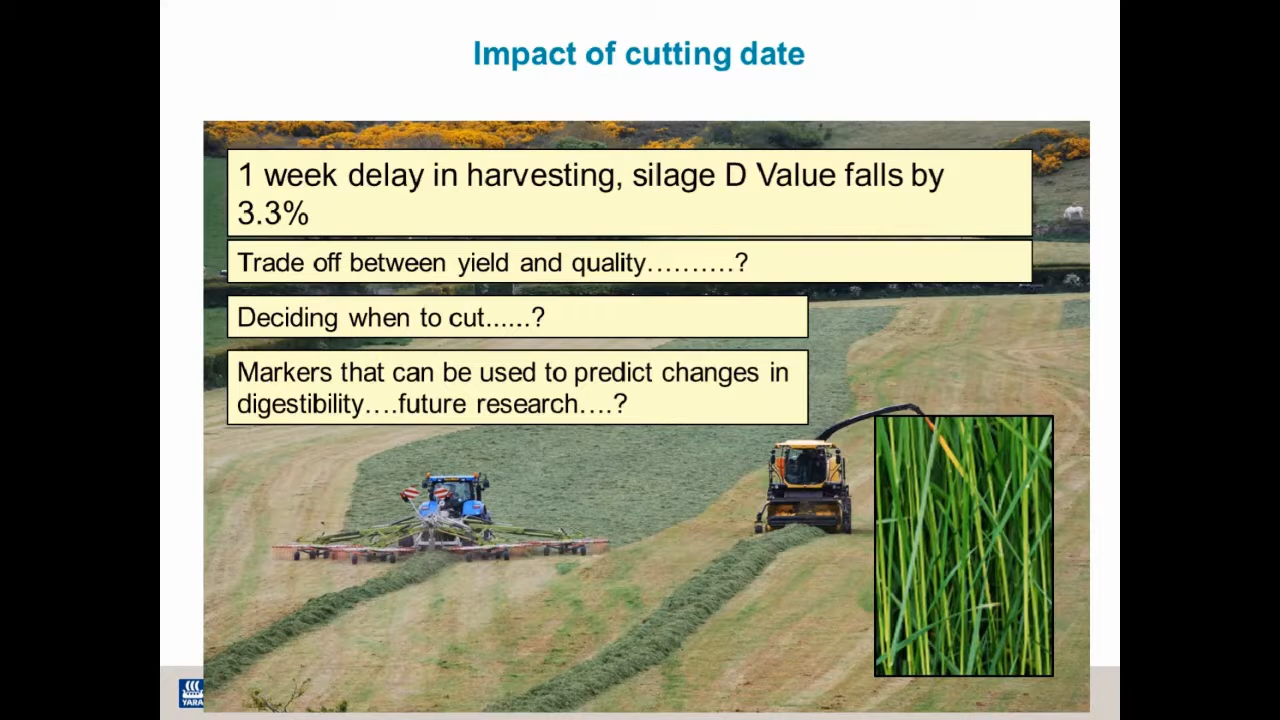 Impact of cutting date
1 week delay in harvesting, silage D Value falls by
3.3%
Trade off between yield and quality..........?
Deciding when to cut......?
Markers that can be used to predict changes in
digestibility....future research....?
YARA